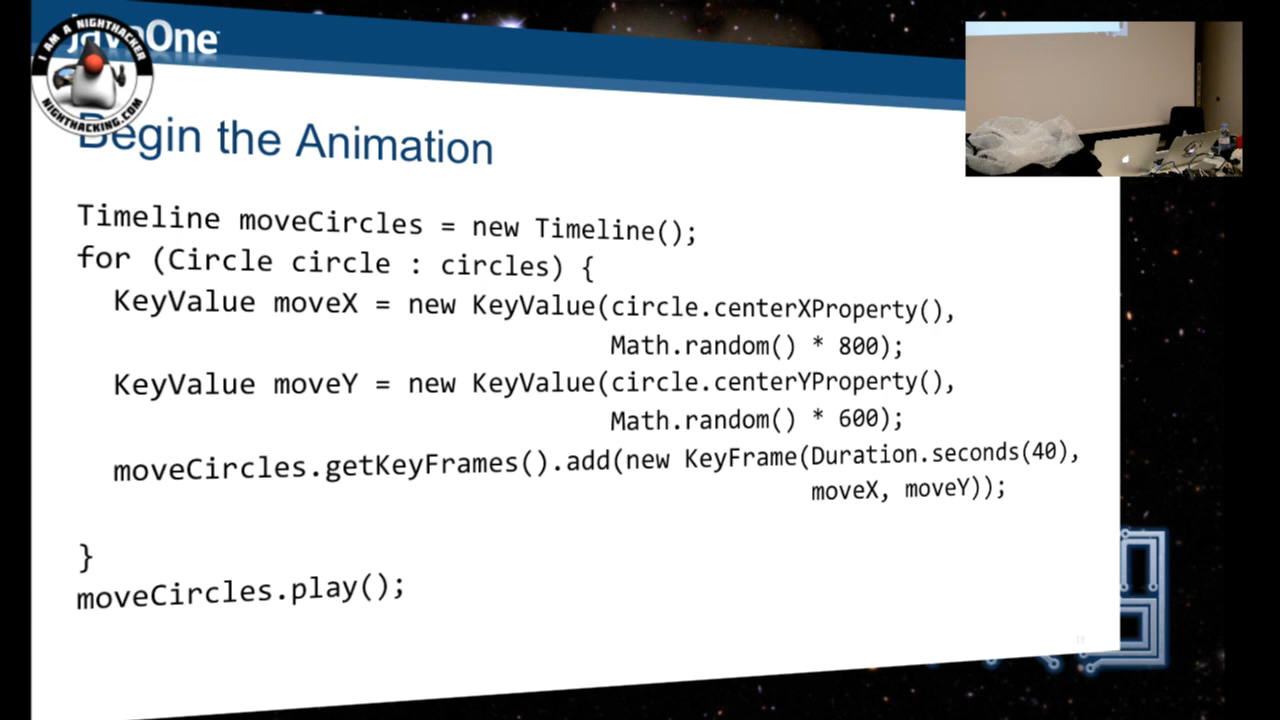 JavaOne
I AM A NIGHTHACKER
NIGHTHACKING.COM
Begin the Animation
Timeline moveCircles = new Timeline();
for (Circle circle : circles) {
KeyValue moveX = new KeyValue(circle.centerXProperty(),
Math.random() * 800);
KeyValue moveY = new KeyValue(circle.centerYProperty(),
Math.random() * 600);
moveCircles.getKeyFrames().add(new KeyFrame(Duration.seconds(40),
moveX, moveY));
}
moveCircles.play();